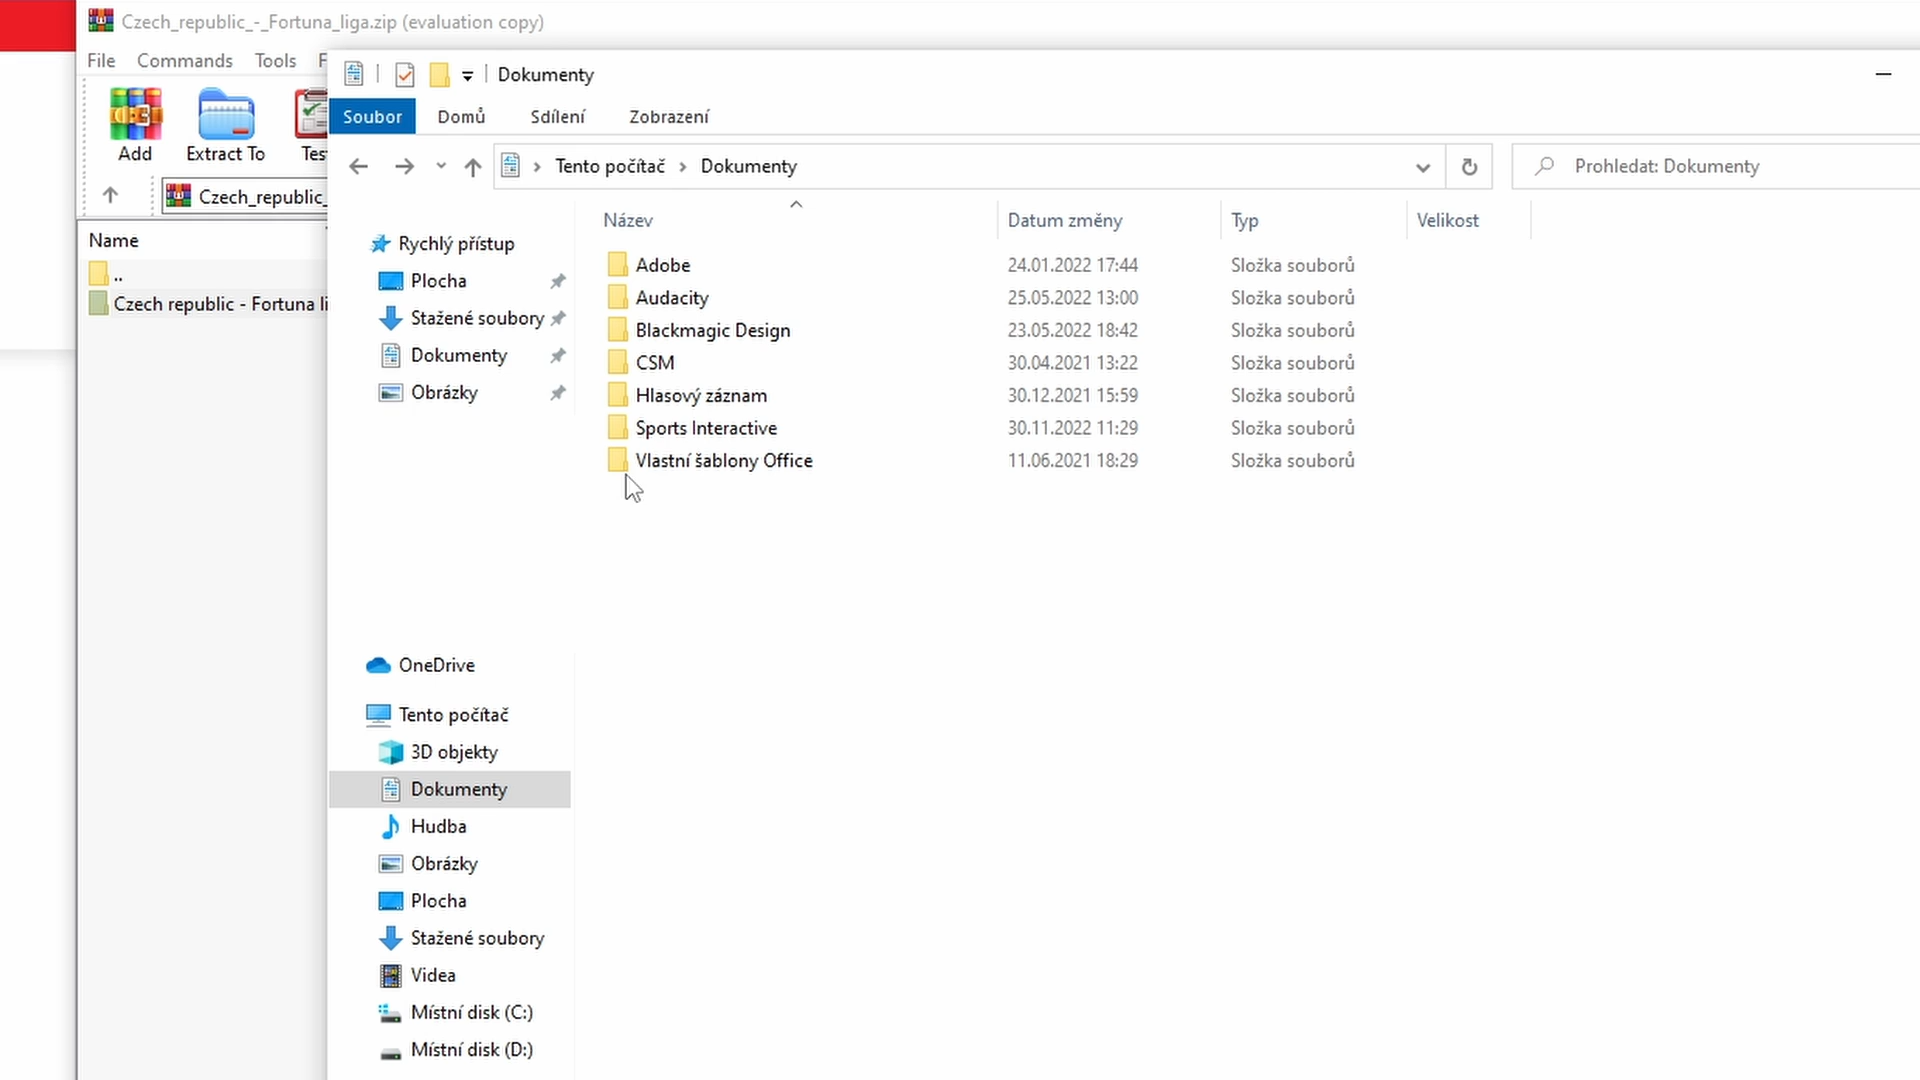 Czech_republic_-_Fortuna_liga.zip (evaluation copy)
File Commands Tools F
Add Extract To Test
Czech_republic_
Name
..
Czech republic - Fortuna li
Dokumenty
Soubor Domů Sdílení Zobrazení
Tento počítač Dokumenty
Prohledat: Dokumenty
Název Datum změny Typ Velikost
Adobe 24.01.2022 17:44 Složka souborů
Audacity 25.05.2022 13:00 Složka souborů
Blackmagic Design 23.05.2022 18:42 Složka souborů
CSM 30.04.2021 13:22 Složka souborů
Hlasový záznam 30.12.2021 15:59 Složka souborů
Sports Interactive 30.11.2022 11:29 Složka souborů
Vlastní šablony Office 11.06.2021 18:29 Složka souborů
Rychlý přístup
Plocha
Stažené soubory
Dokumenty
Obrázky
OneDrive
Tento počítač
3D objekty
Dokumenty
Hudba
Obrázky
Plocha
Stažené soubory
Videa
Místní disk (C:)
Místní disk (D:)